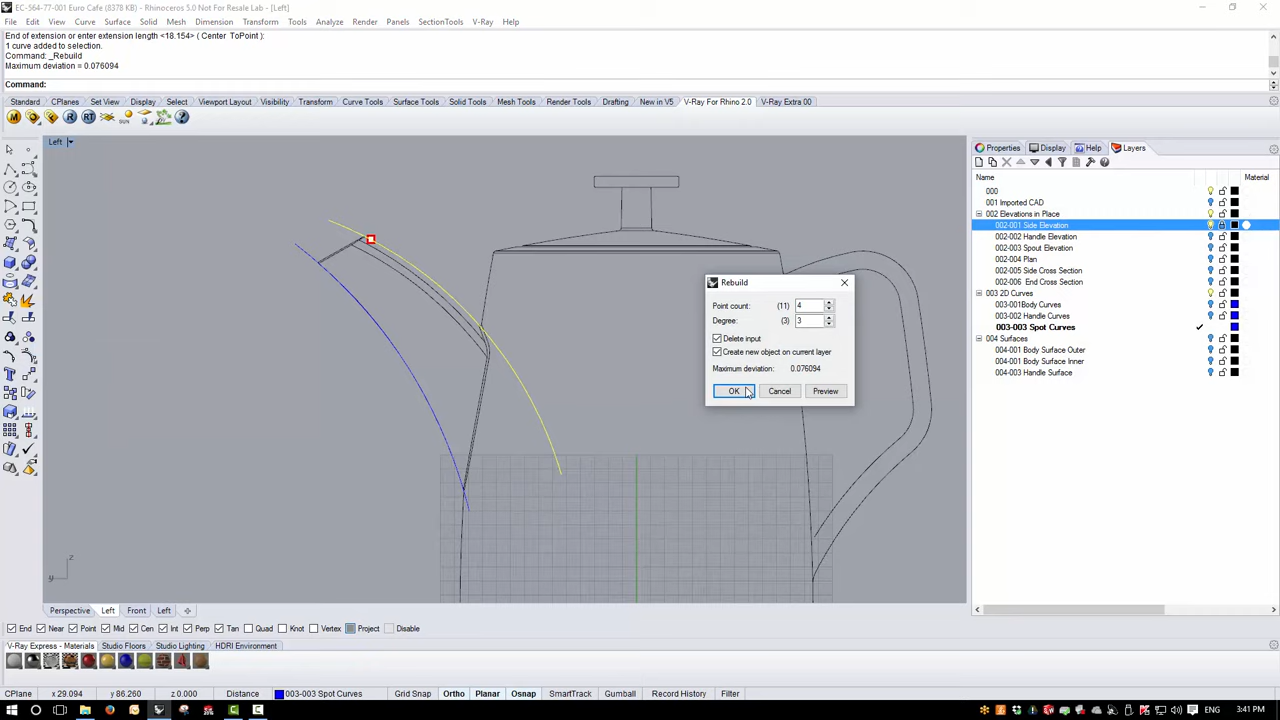 EC-564-77-001 Euro Cafe (8378 KB) - Rhinoceros 5.0 Not For Resale Lab - [Left]
File Edit View Curve Surface Solid Mesh Dimension Transform Tools Analyze Render Panels SectionTools V-Ray Help
End of extension or enter extension length <18.154> ( Center ToPoint ):
1 curve added to selection.
Command: _Rebuild
Maximum deviation = 0.076094
Command:
Standard CPlanes Set View Display Select Viewport Layout Visibility Transform Curve Tools Surface Tools Solid Tools Mesh Tools Render Tools Drafting New in V5 V-Ray For Rhino 2.0 V-Ray Extra 00
Left
Properties Display Help Layers
Name Material
000
001 Imported CAD
002 Elevations in Place
002-001 Side Elevation
002-002 Handle Elevation
002-003 Spout Elevation
002-004 Plan
002-005 Side Cross Section
002-006 End Cross Section
003 2D Curves
003-001Body Curves
003-002 Handle Curves
003-003 Spot Curves
004 Surfaces
004-001 Body Surface Outer
004-001 Body Surface Inner
004-003 Handle Surface
Rebuild
Point count: (11) 4
Degree: (3) 3
Delete input
Create new object on current layer
Maximum deviation: 0.076094
OK Cancel Preview
z
y
Perspective Left Front Left
End Near Point Mid Cen Int Perp Tan Quad Knot Vertex Project Disable
V-Ray Express - Materials Studio Floors Studio Lighting HDRI Environment
CPlane x 29.094 y 86.260 z 0.000 Distance 003-003 Spot Curves Grid Snap Ortho Planar Osnap SmartTrack Gumball Record History Filter
ENG 3:41 PM